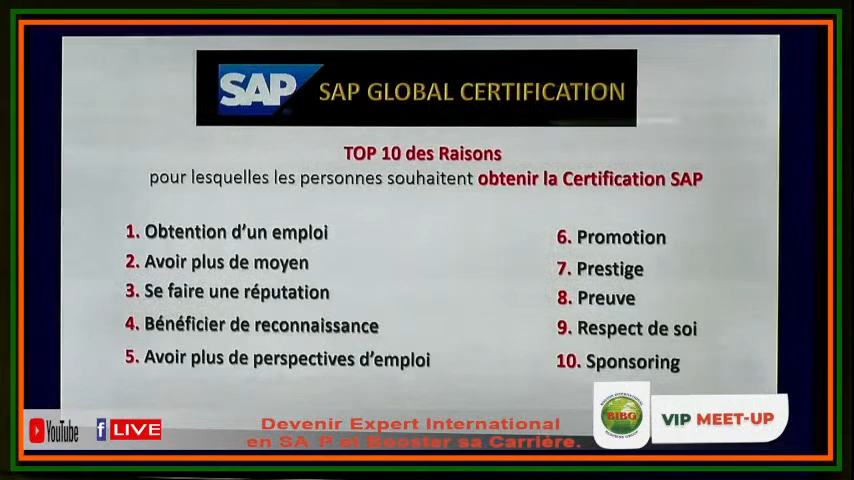 SAP
SAP GLOBAL CERTIFICATION
TOP 10 des Raisons
pour lesquelles les personnes souhaitent obtenir la Certification SAP
1. Obtention d'un emploi
2. Avoir plus de moyen
3. Se faire une réputation
4. Bénéficier de reconnaissance
5. Avoir plus de perspectives d'emploi
6. Promotion
7. Prestige
8. Preuve
9. Respect de soi
10. Sponsoring
YouTube
f LIVE
Devenir Expert International
en SA P et Booster sa Carrière.
BIBG
VIP MEET-UP